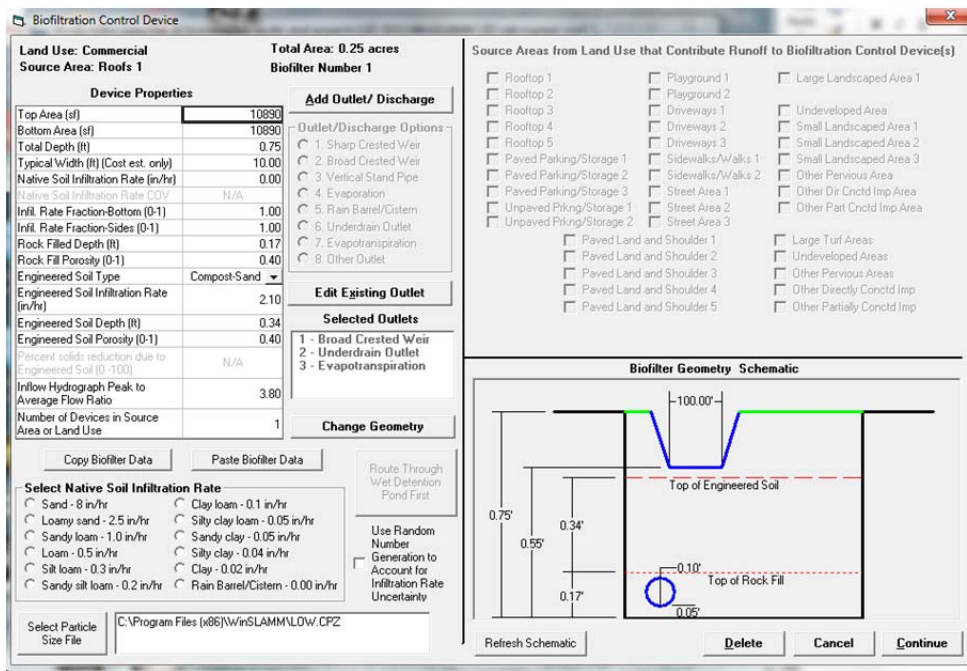 Biofiltration Control Device
Land Use: Commercial
Total Area: 0.25 acres
Source Area: Roofs 1
Biofilter Number 1
Device Properties
Top Area (sf) 10890
Bottom Area (sf) 10890
Total Depth (ft) 0.75
Typical Width (ft) (Cost est. only) 10.00
Native Soil Infiltration Rate (in/hr) 0.00
Native Soil Infiltration Rate COV N/A
Infil. Rate Fraction-Bottom (0-1) 1.00
Infil. Rate Fraction-Sides (0-1) 1.00
Rock Filled Depth (ft) 0.17
Rock Fill Porosity (0-1) 0.40
Engineered Soil Type Compost-Sand
Engineered Soil Infiltration Rate
(in/hr) 2.10
Engineered Soil Depth (ft) 0.34
Engineered Soil Porosity (0-1) 0.40
Percent solids reduction due to
Engineered Soil (0 -100) N/A
Inflow Hydrograph Peak to
Average Flow Ratio 3.80
Number of Devices in Source
Area or Land Use 1
Add Outlet/ Discharge
Outlet/Discharge Options
1. Sharp Crested Weir
2. Broad Crested Weir
3. Vertical Stand Pipe
4. Evaporation
5. Rain Barrel/Cistern
6. Underdrain Outlet
7. Evapotranspiration
8. Other Outlet
Edit Existing Outlet
Selected Outlets
1 - Broad Crested Weir
2 - Underdrain Outlet
3 - Evapotranspiration
Change Geometry
Copy Biofilter Data
Paste Biofilter Data
Route Through
Wet Detention
Pond First
Select Native Soil Infiltration Rate
Sand - 8 in/hr
Loamy sand - 2.5 in/hr
Sandy loam - 1.0 in/hr
Loam - 0.5 in/hr
Silt loam - 0.3 in/hr
Sandy silt loam - 0.2 in/hr
Clay loam - 0.1 in/hr
Silty clay loam - 0.05 in/hr
Sandy clay - 0.05 in/hr
Silty clay - 0.04 in/hr
Clay - 0.02 in/hr
Rain Barrel/Cistern - 0.00 in/hr
Use Random
Number
Generation to
Account for
Infiltration Rate
Uncertainty
Select Particle
Size File
C:\Program Files (x86)\WinSLAMM\LOW.CPZ
Source Areas from Land Use that Contribute Runoff to Biofiltration Control Device(s)
Rooftop 1
Rooftop 2
Rooftop 3
Rooftop 4
Rooftop 5
Paved Parking/Storage 1
Paved Parking/Storage 2
Paved Parking/Storage 3
Unpaved Prkng/Storage 1
Unpaved Prkng/Storage 2
Playground 1
Playground 2
Driveways 1
Driveways 2
Driveways 3
Sidewalks/Walks 1
Sidewalks/Walks 2
Street Area 1
Street Area 2
Street Area 3
Large Landscaped Area 1
Undeveloped Area
Small Landscaped Area 1
Small Landscaped Area 2
Small Landscaped Area 3
Other Pervious Area
Other Dir Cnctd Imp Area
Other Part Cnctd Imp Area
Paved Land and Shoulder 1
Paved Land and Shoulder 2
Paved Land and Shoulder 3
Paved Land and Shoulder 4
Paved Land and Shoulder 5
Large Turf Areas
Undeveloped Areas
Other Pervious Areas
Other Directly Conctd Imp
Other Partially Conctd Imp
Biofilter Geometry Schematic
100.00'
Top of Engineered Soil
0.75'
0.34'
0.55'
0.10'
Top of Rock Fill
0.17'
0.05'
Refresh Schematic
Delete
Cancel
Continue